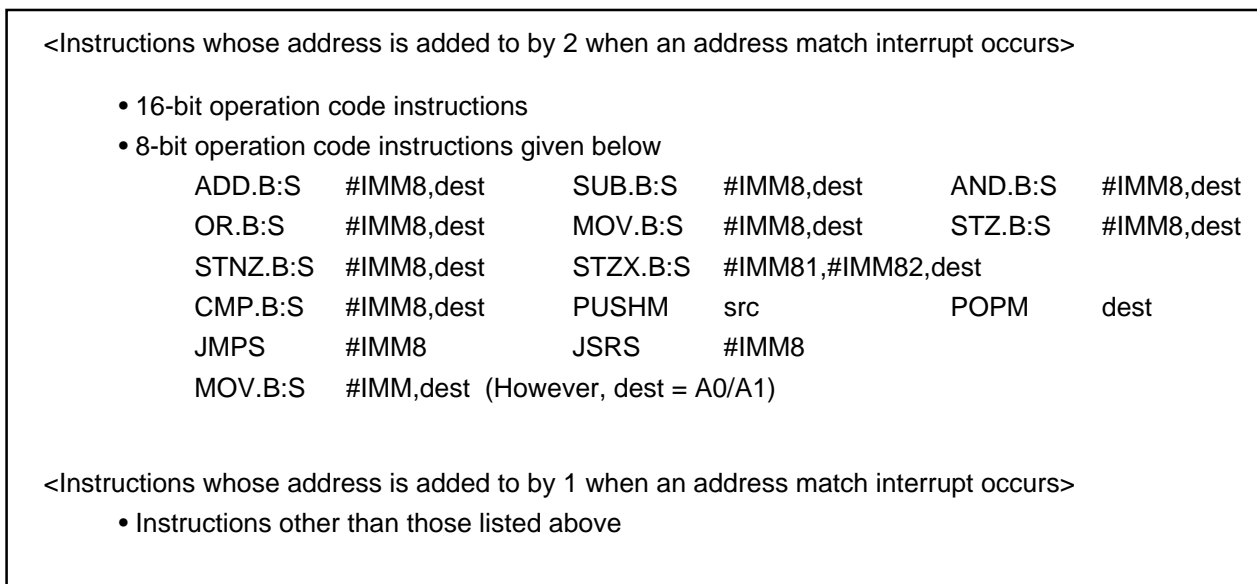 <Instructions whose address is added to by 2 when an address match interrupt occurs>
• 16-bit operation code instructions
• 8-bit operation code instructions given below
ADD.B:S #IMM8,dest SUB.B:S #IMM8,dest AND.B:S #IMM8,dest
OR.B:S #IMM8,dest MOV.B:S #IMM8,dest STZ.B:S #IMM8,dest
STNZ.B:S #IMM8,dest STZX.B:S #IMM81,#IMM82,dest
CMP.B:S #IMM8,dest PUSHM src POPM dest
JMPS #IMM8 JSRS #IMM8
MOV.B:S #IMM,dest (However, dest = A0/A1)
<Instructions whose address is added to by 1 when an address match interrupt occurs>
• Instructions other than those listed above